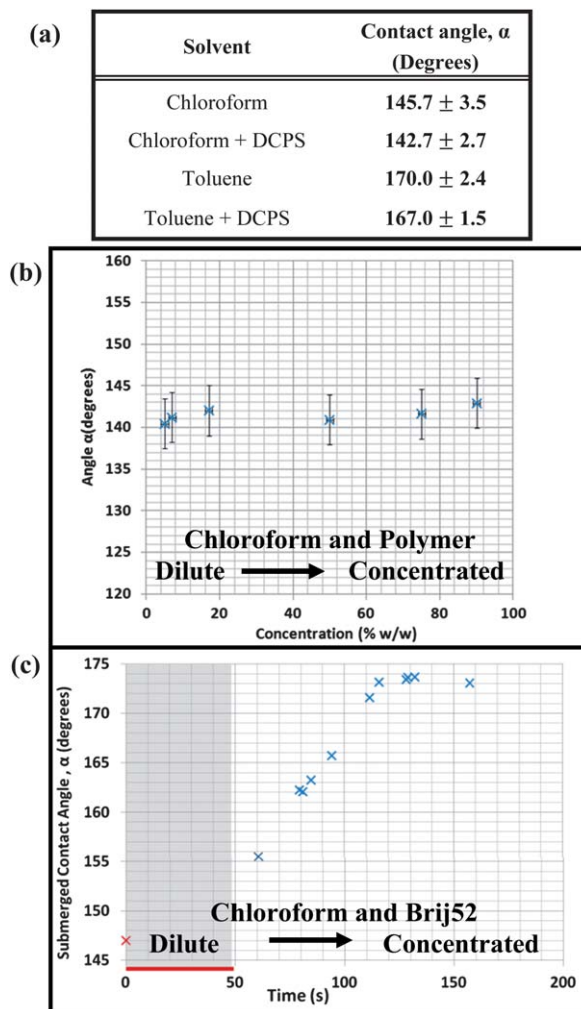 (a)
Solvent Contact angle, α
(Degrees)
Chloroform 145.7 ± 3.5
Chloroform + DCPS 142.7 ± 2.7
Toluene 170.0 ± 2.4
Toluene + DCPS 167.0 ± 1.5
(b)
Angle α(degrees)
160
155
150
145
140
135
130
125
120
Chloroform and Polymer
Dilute Concentrated
0 20 40 60 80 100
Concentration (% w/w)
(c)
Submerged Contact Angle , α (degrees)
175
170
165
160
155
150
145
Chloroform and Brij52
Dilute Concentrated
0 50 100 150 200
Time (s)